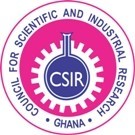 COUNCIL FOR SCIENTIFIC AND INDUSTRIAL RESEARCH
CSIR
• GHANA •